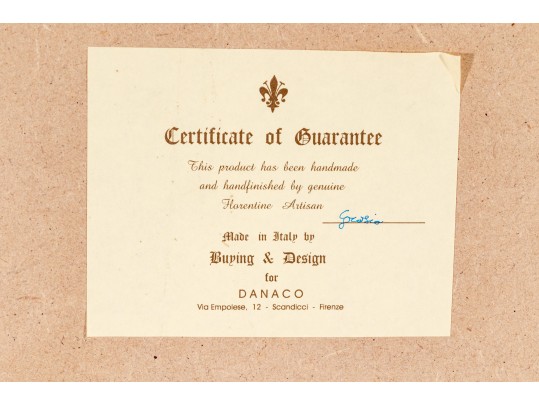 Certificate of Guarantee
This product has been handmade
and handfinished by genuine
Florentine Artisan
Made in Italy by
Buying & Design
for
DANACO
Via Empolese, 12 - Scandicci - Firenze